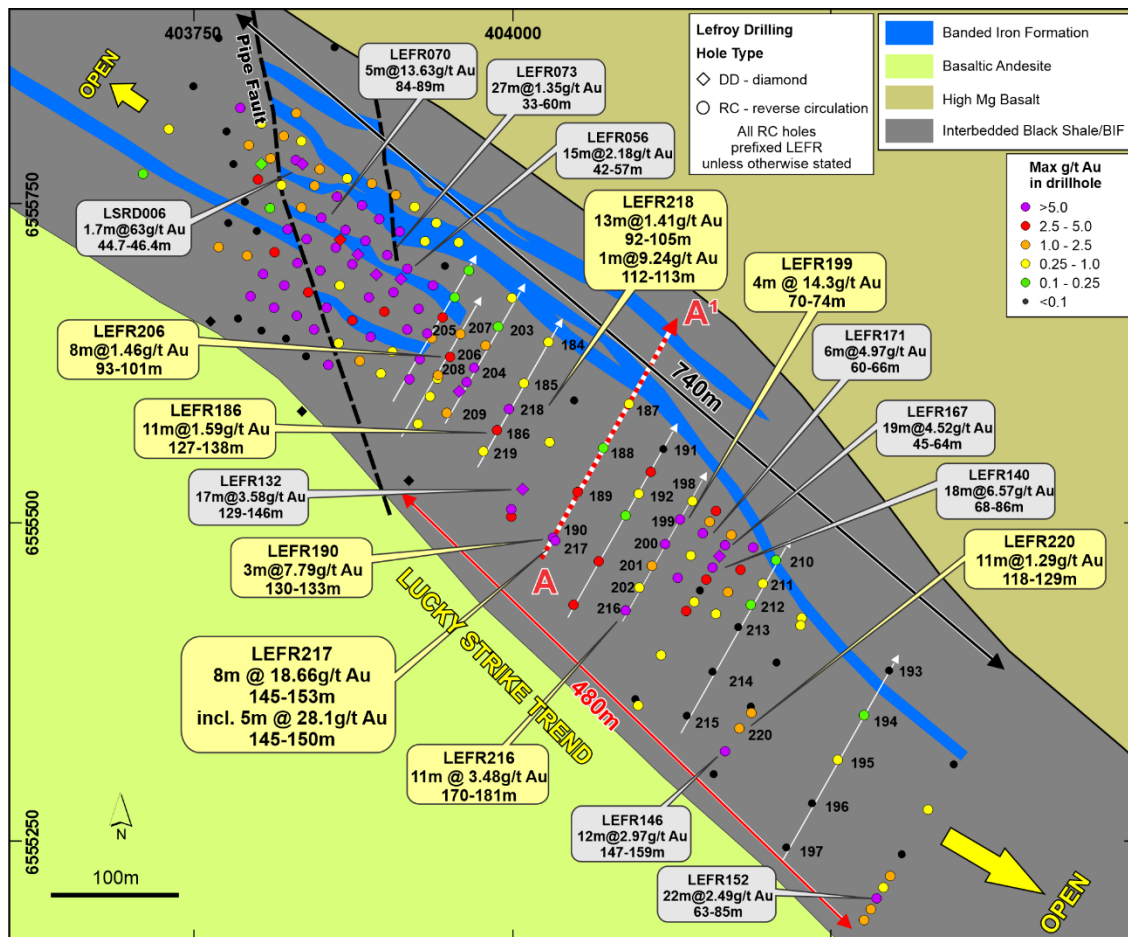 403750
404000
6555750
6555500
6555250
OPEN
Pipe Fault
LEFR070
5m@13.63g/t Au
84-89m
LEFR073
27m@1.35g/t Au
33-60m
LEFR056
15m@2.18g/t Au
42-57m
LSRD006
1.7m@63g/t Au
44.7-46.4m
LEFR218
13m@1.41g/t Au
92-105m
1m@9.24g/t Au
112-113m
LEFR199
4m @ 14.3g/t Au
70-74m
LEFR171
6m@4.97g/t Au
60-66m
LEFR167
19m@4.52g/t Au
45-64m
LEFR140
18m@6.57g/t Au
68-86m
LEFR220
11m@1.29g/t Au
118-129m
LEFR206
8m@1.46g/t Au
93-101m
LEFR186
11m@1.59g/t Au
127-138m
LEFR132
17m@3.58g/t Au
129-146m
LEFR190
3m@7.79g/t Au
130-133m
LEFR217
8m @ 18.66g/t Au
145-153m
incl. 5m @ 28.1g/t Au
145-150m
LEFR216
11m @ 3.48g/t Au
170-181m
LEFR146
12m@2.97g/t Au
147-159m
LEFR152
22m@2.49g/t Au
63-85m
205
207
203
206
208
204
209
184
185
218
186
219
A¹
187
188
189
190
217
A
191
192
198
199
200
201
202
216
210
211
212
213
214
215
220
193
194
195
196
197
740m
480m
LUCKY STRIKE TREND
OPEN
N
100m
Lefroy Drilling
Hole Type
DD - diamond
RC - reverse circulation
All RC holes
prefixed LEFR
unless otherwise stated
Banded Iron Formation
Basaltic Andesite
High Mg Basalt
Interbedded Black Shale/BIF
Max g/t Au
in drillhole
>5.0
2.5 - 5.0
1.0 - 2.5
0.25 - 1.0
0.1 - 0.25
<0.1